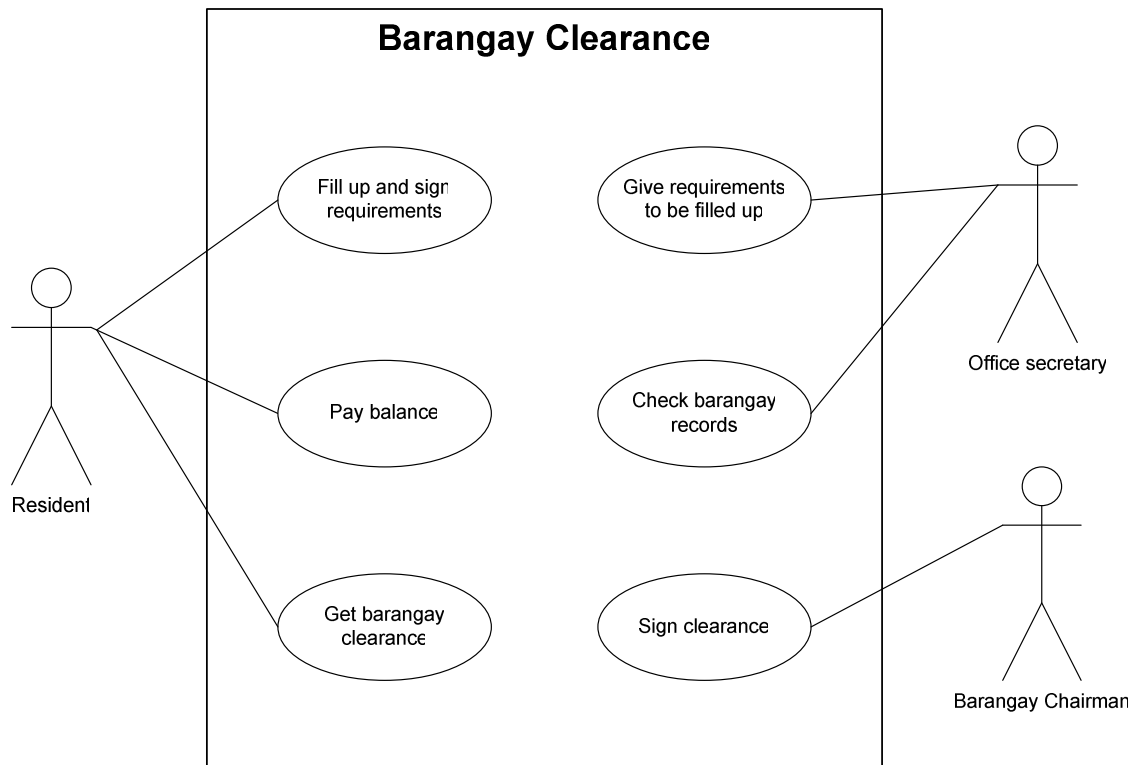 Barangay Clearance
Fill up and sign
requirements
Give requirements
to be filled up
Office secretary
Pay balance
Check barangay
records
Resident
Get barangay
clearance
Sign clearance
Barangay Chairman